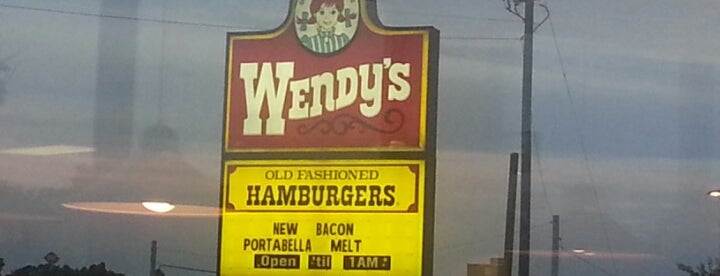 WENDY'S
OLD FASHIONED
HAMBURGERS
NEW BACON
PORTABELLA MELT
Open 'til 1AM